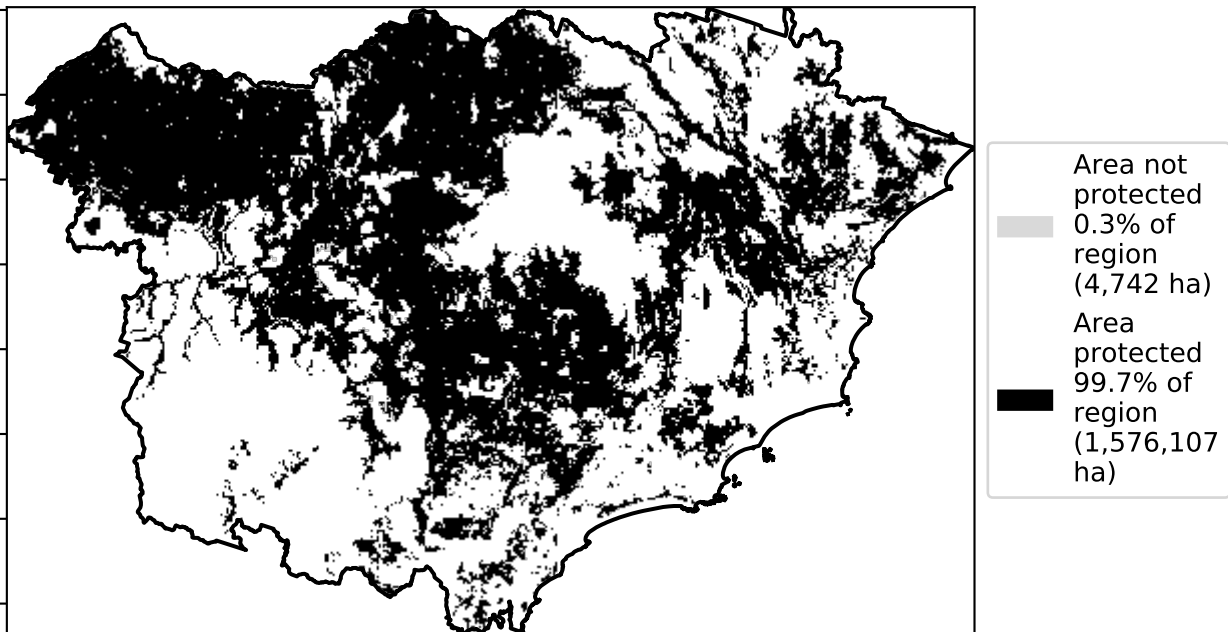 Area not
protected
0.3% of
region
(4,742 ha)
Area
protected
99.7% of
region
(1,576,107
ha)